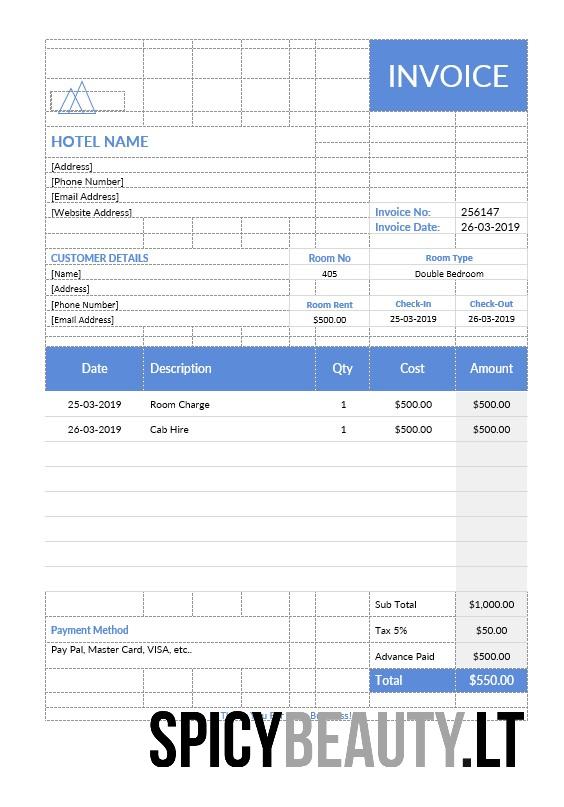 INVOICE
HOTEL NAME
[Address]
[Phone Number]
[Email Address]
[Website Address]
Invoice No: 256147
Invoice Date: 26-03-2019
CUSTOMER DETAILS Room No Room Type
[Name] 405 Double Bedroom
[Address]
[Phone Number] Room Rent Check-In Check-Out
[Email Address] $500.00 25-03-2019 26-03-2019
Date Description Qty Cost Amount
25-03-2019 Room Charge 1 $500.00 $500.00
26-03-2019 Cab Hire 1 $500.00 $500.00
Sub Total $1,000.00
Payment Method Tax 5% $50.00
Pay Pal, Master Card, VISA, etc..
Advance Paid $500.00
Total $550.00
SPICYBEAUTY.LT